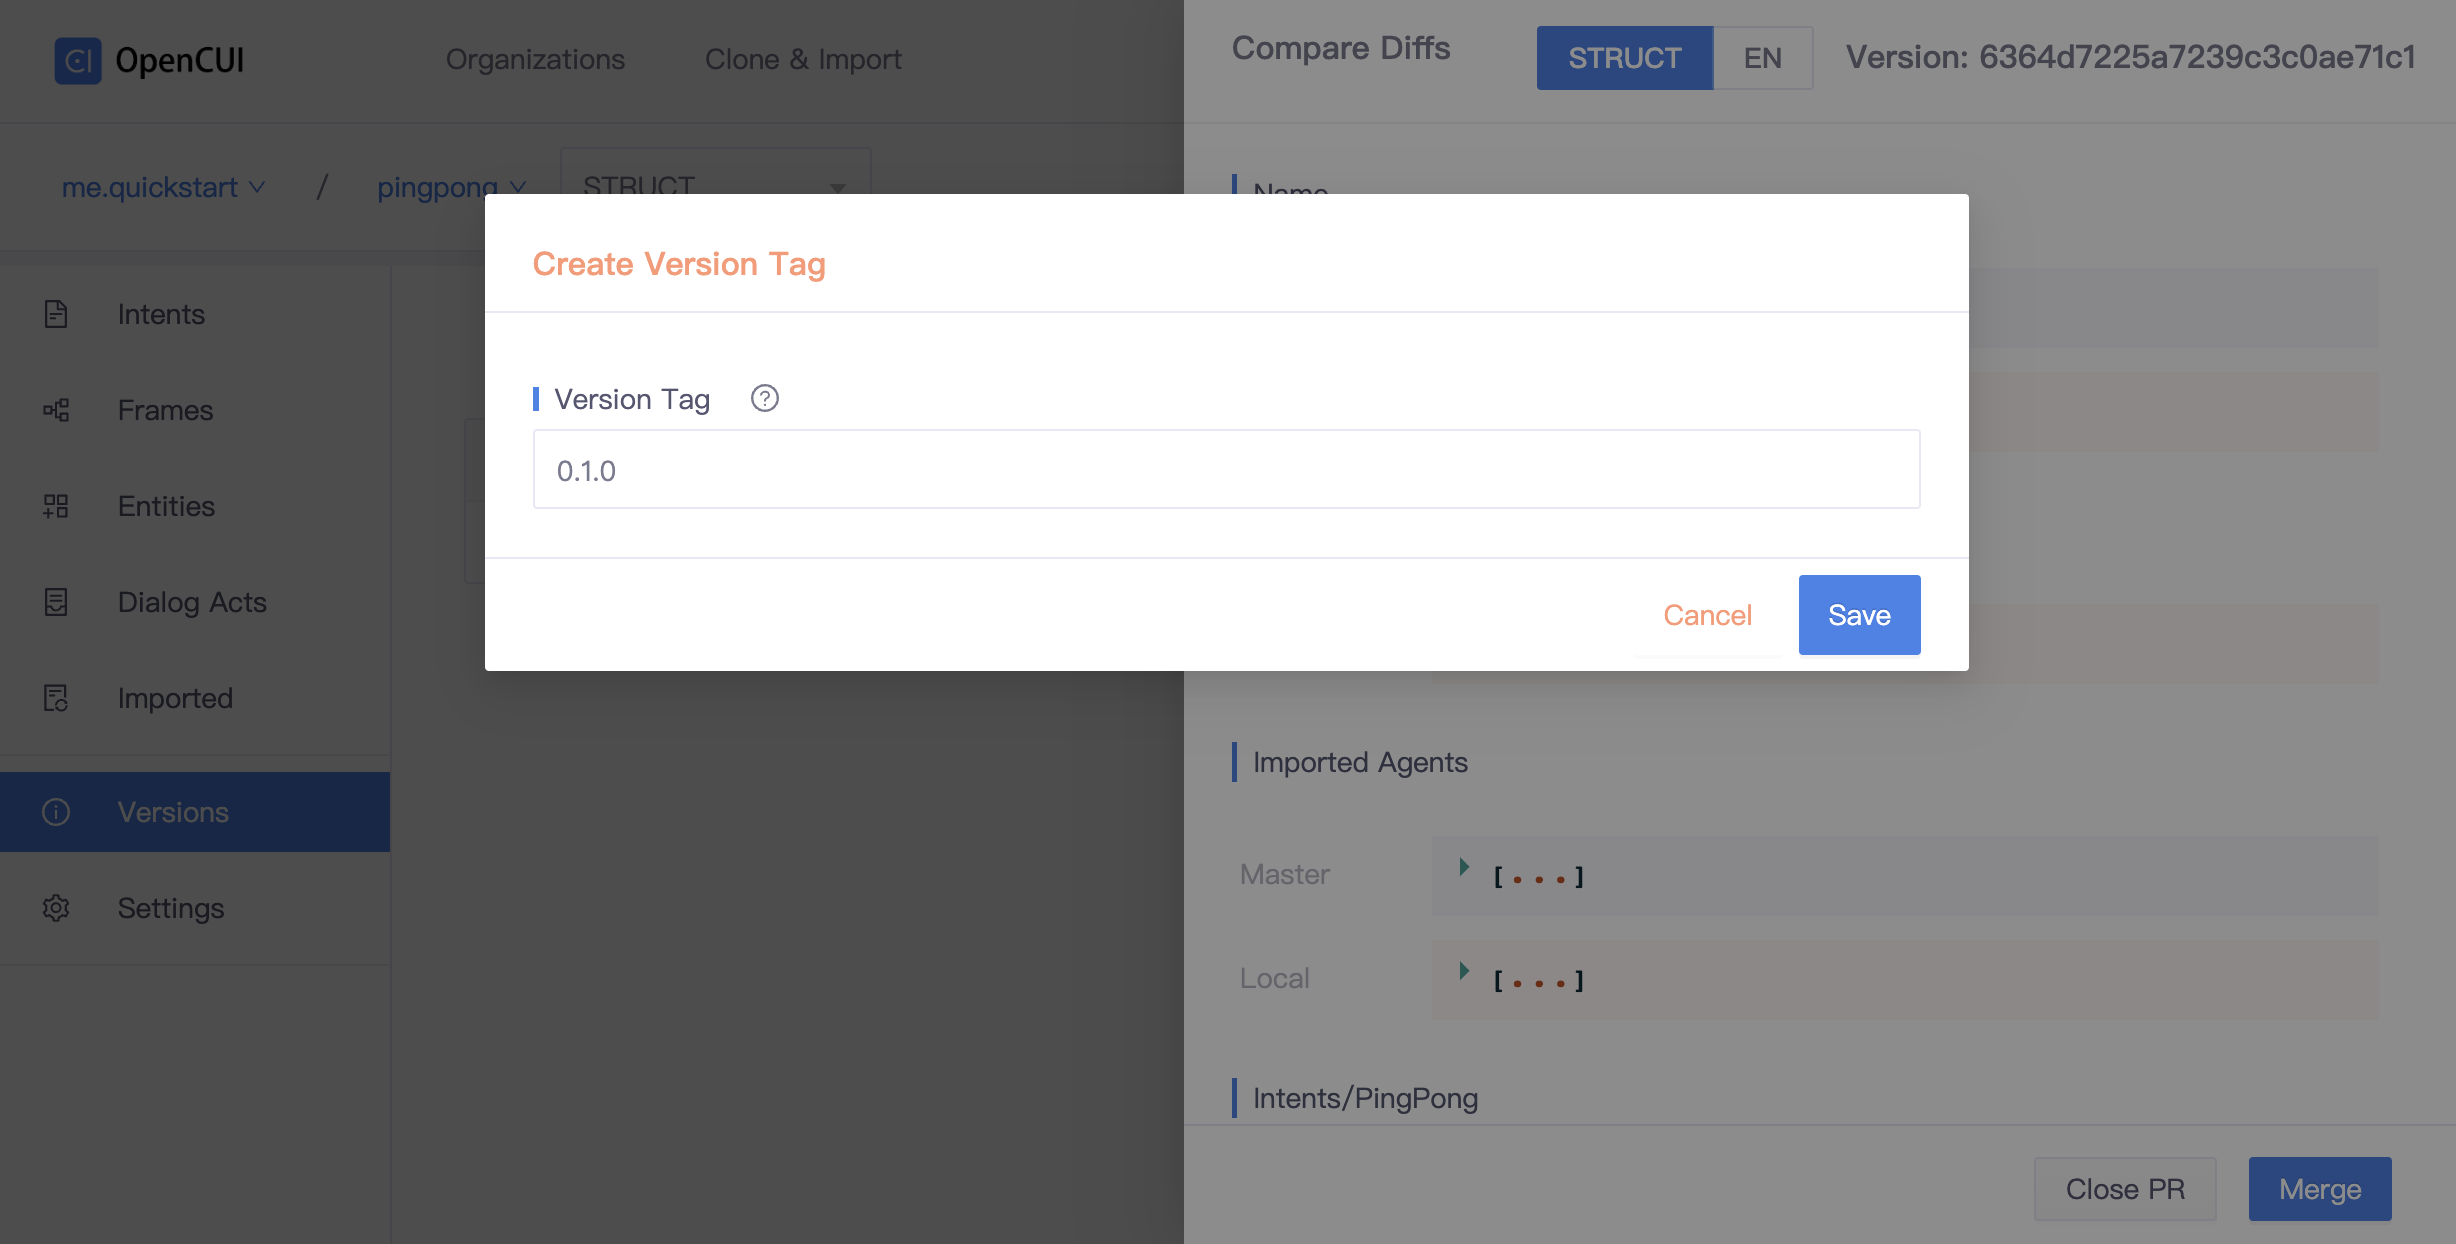 CI OpenCUI
Organizations
Clone & Import
Compare Diffs
STRUCT
EN
Version: 6364d7225a7239c3c0ae71c1
me.quickstart / pingpong
STRUCT
Name
Create Version Tag
Version Tag ?
0.1.0
Cancel
Save
Intents
Frames
Entities
Dialog Acts
Imported
Versions
Settings
Imported Agents
Master [...]
Local [...]
Intents/PingPong
Close PR
Merge